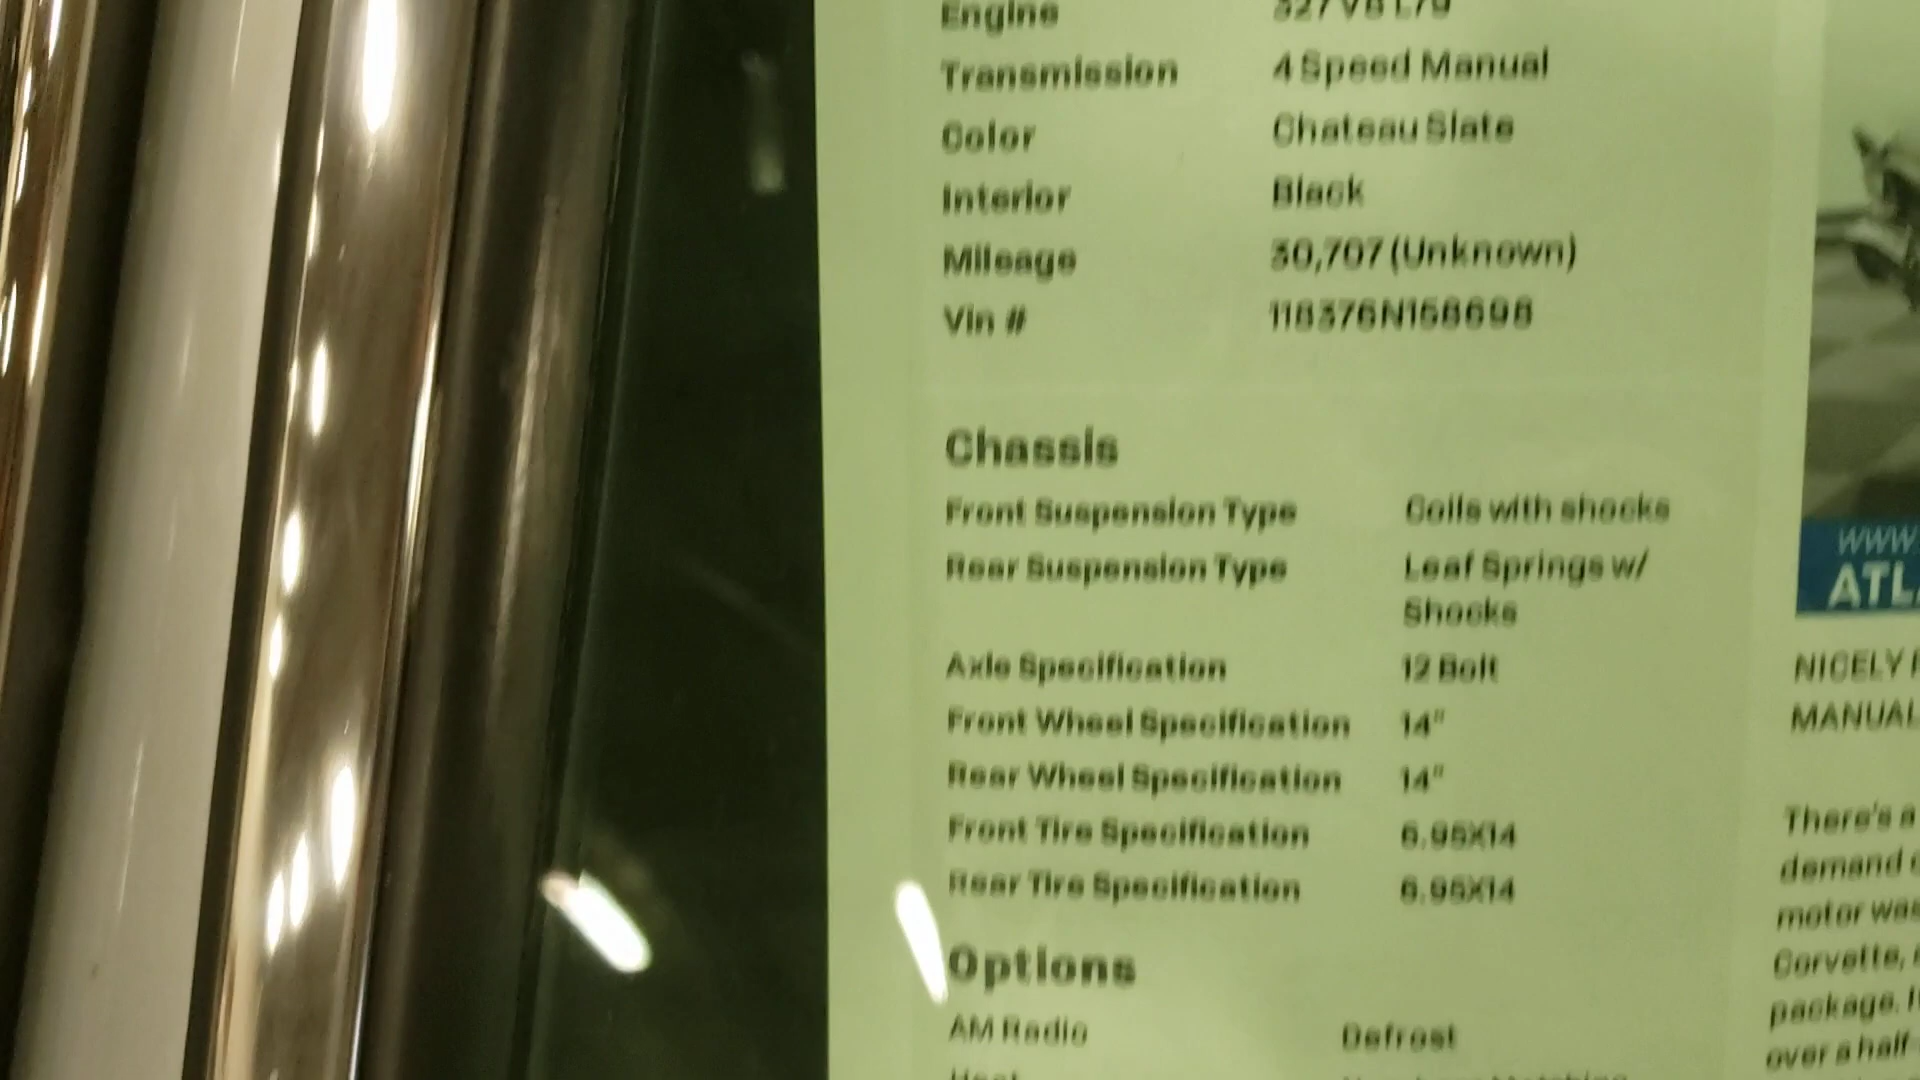 Engine 327 V8 L79
Transmission 4 Speed Manual
Color Chateau Slate
Interior Black
Mileage 30,707 (Unknown)
Vin # 118376N158698
Chassis
Front Suspension Type Coils with shocks
Rear Suspension Type Leaf Springs w/
Shocks
Axle Specification 12 Bolt
Front Wheel Specification 14"
Rear Wheel Specification 14"
Front Tire Specification 6.95X14
Rear Tire Specification 6.95X14
Options
AM Radio Defrost
WWW
ATL
NICELY
MANUAL
There's a
demand
motor was
Corvette,
package.
over a half-